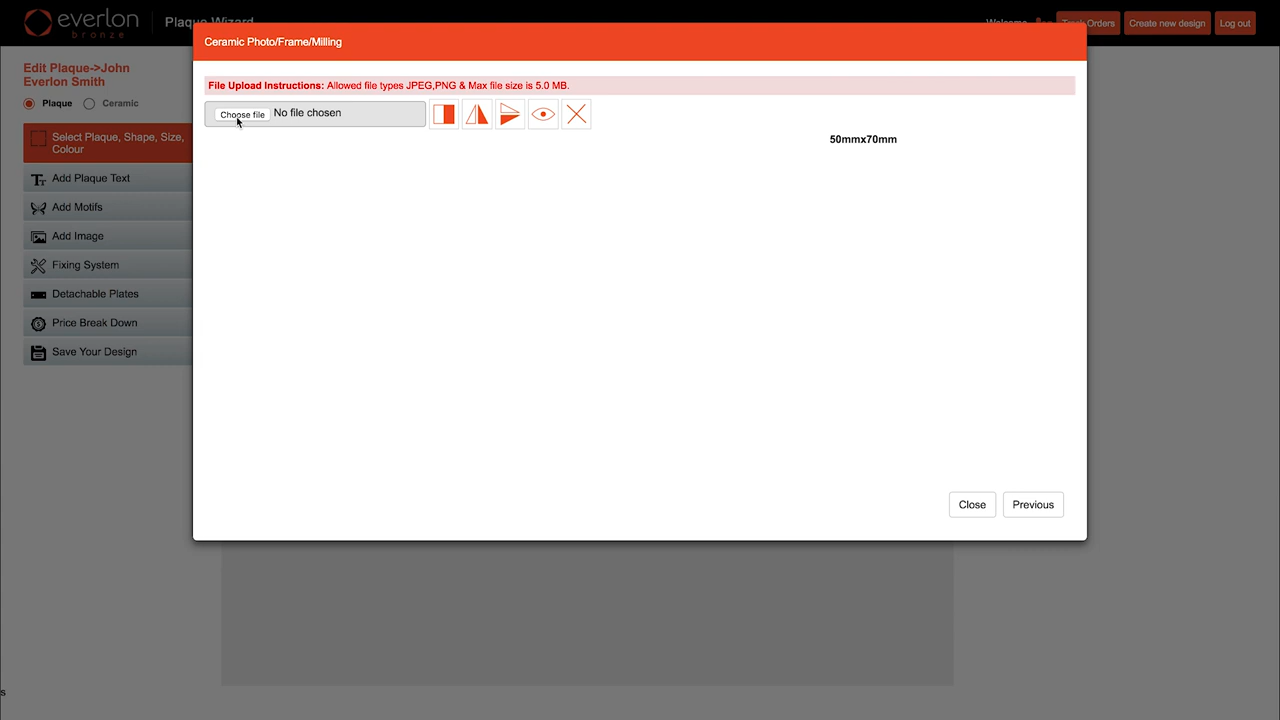 everlon
bronze
Plaque Wizard
Welcome
Track Orders
Create new design
Log out
Ceramic Photo/Frame/Milling
Edit Plaque->John
Everlon Smith
Plaque
Ceramic
Select Plaque, Shape, Size,
Colour
Add Plaque Text
Add Motifs
Add Image
Fixing System
Detachable Plates
Price Break Down
Save Your Design
File Upload Instructions: Allowed file types JPEG,PNG & Max file size is 5.0 MB.
Choose file No file chosen
50mmx70mm
Close
Previous
s